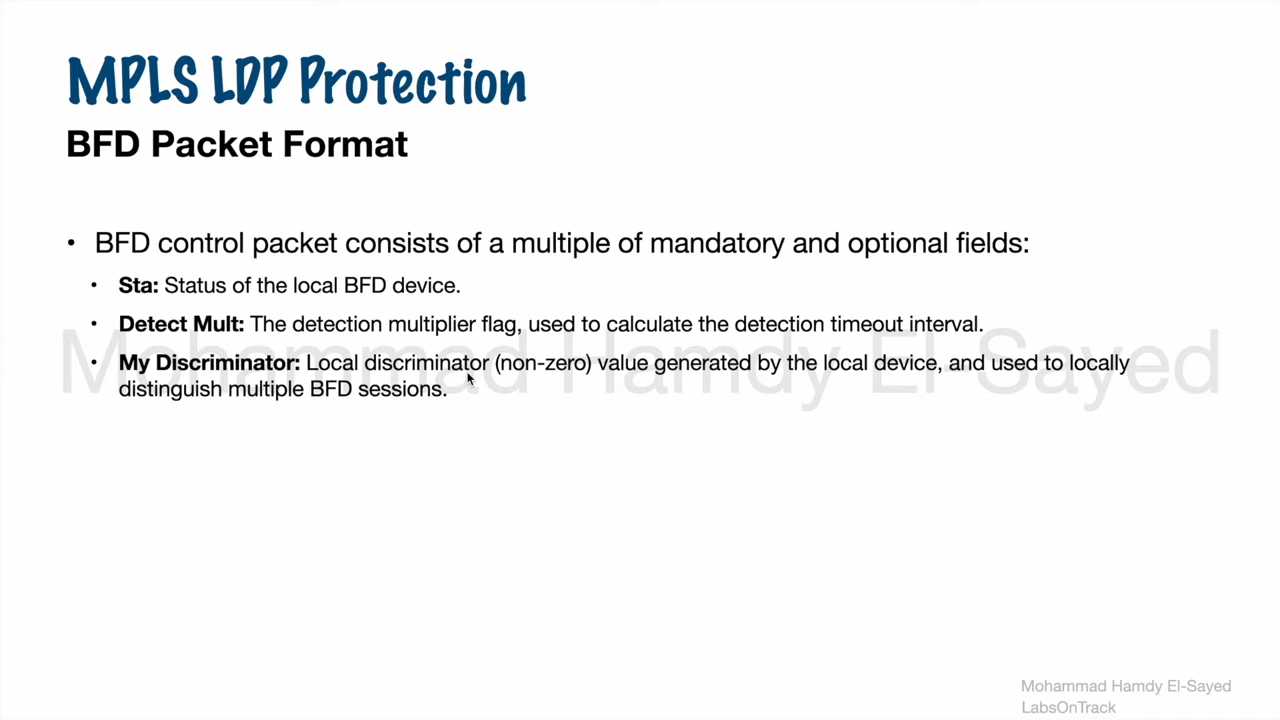 MPLS LDP Protection
BFD Packet Format
• BFD control packet consists of a multiple of mandatory and optional fields:
• Sta: Status of the local BFD device.
• Detect Mult: The detection multiplier flag, used to calculate the detection timeout interval.
• My Discriminator: Local discriminator (non-zero) value generated by the local device, and used to locally
distinguish multiple BFD sessions.
Mohammad Hamdy El-Sayed
Mohammad Hamdy El-Sayed
LabsOnTrack